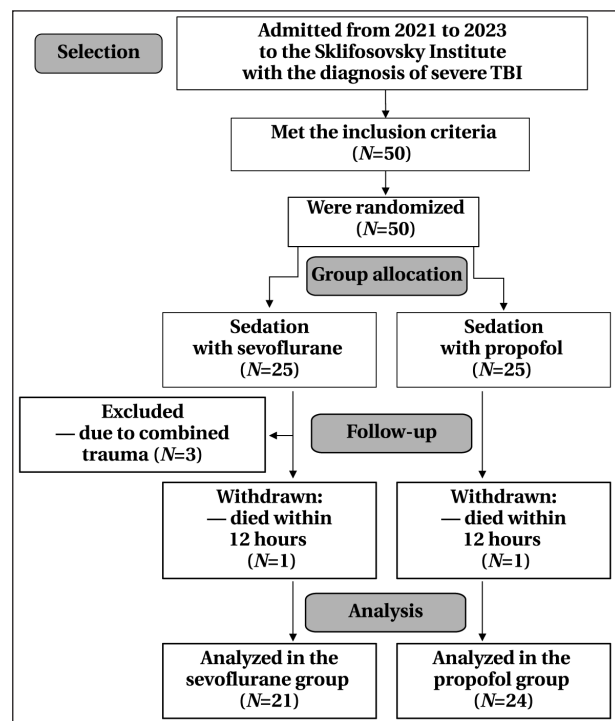 Selection
Admitted from 2021 to 2023
to the Sklifosovsky Institute
with the diagnosis of severe TBI
Met the inclusion criteria
(N=50)
Were randomized
(N=50)
Group allocation
Sedation
with sevoflurane
(N=25)
Sedation
with propofol
(N=25)
Excluded
— due to combined
trauma (N=3)
Follow-up
Withdrawn:
— died within
12 hours
(N=1)
Withdrawn:
— died within
12 hours
(N=1)
Analysis
Analyzed in the
sevoflurane group
(N=21)
Analyzed in the
propofol group
(N=24)